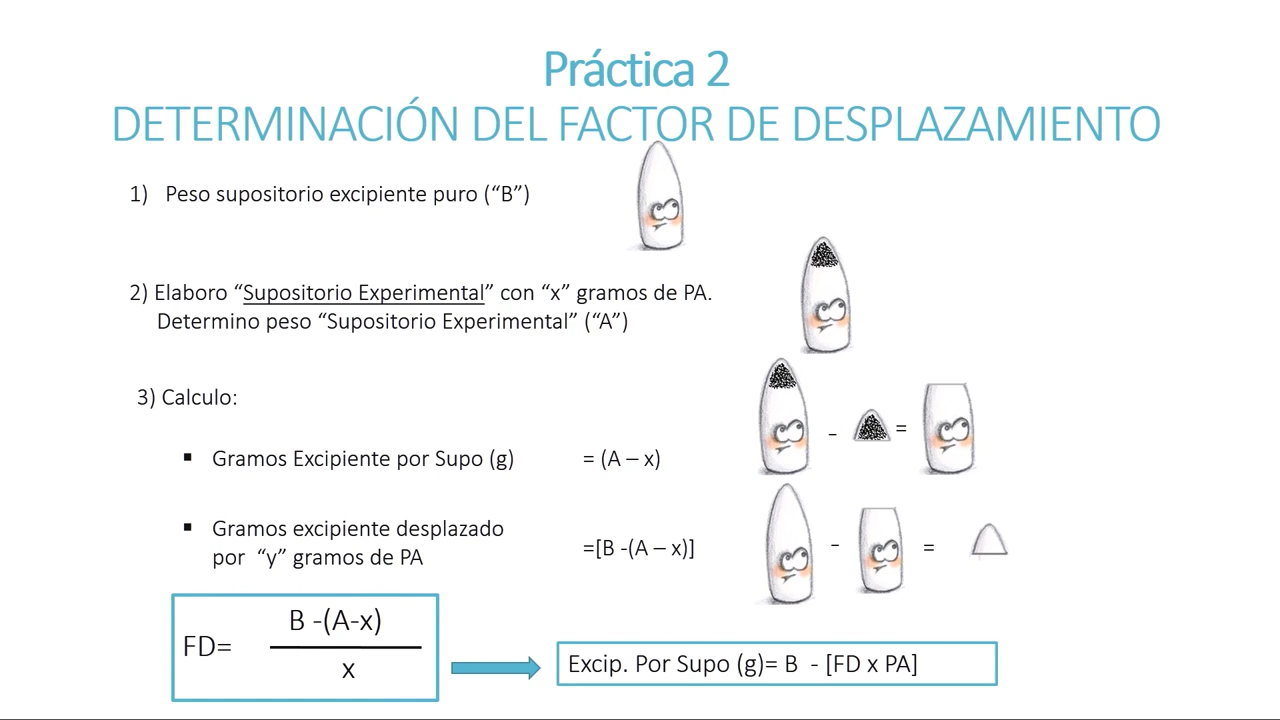 Práctica 2
DETERMINACIÓN DEL FACTOR DE DESPLAZAMIENTO
1) Peso supositorio excipiente puro (“B”)
2) Elaboro “Supositorio Experimental” con “x” gramos de PA.
Determino peso “Supositorio Experimental” (“A”)
3) Calculo:
- =
▪ Gramos Excipiente por Supo (g) = (A – x)
▪ Gramos excipiente desplazado
por “y” gramos de PA =[B -(A – x)]
- =
FD= B -(A-x)
x
Excip. Por Supo (g)= B - [FD x PA]